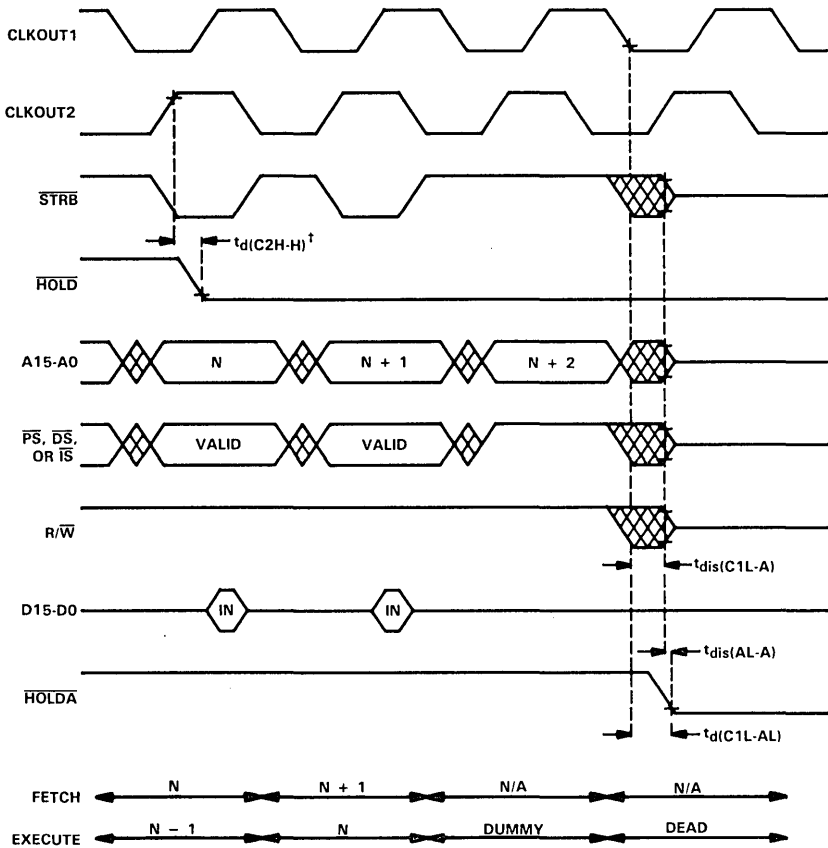 CLKOUT1
CLKOUT2
STRB
td(C2H-H)†
HOLD
A15-A0 N N + 1 N + 2
PS, DS,
OR IS VALID VALID
R/W
tdis(C1L-A)
D15-D0 IN IN
tdis(AL-A)
HOLDA
td(C1L-AL)
FETCH N N + 1 N/A N/A
EXECUTE N - 1 N DUMMY DEAD